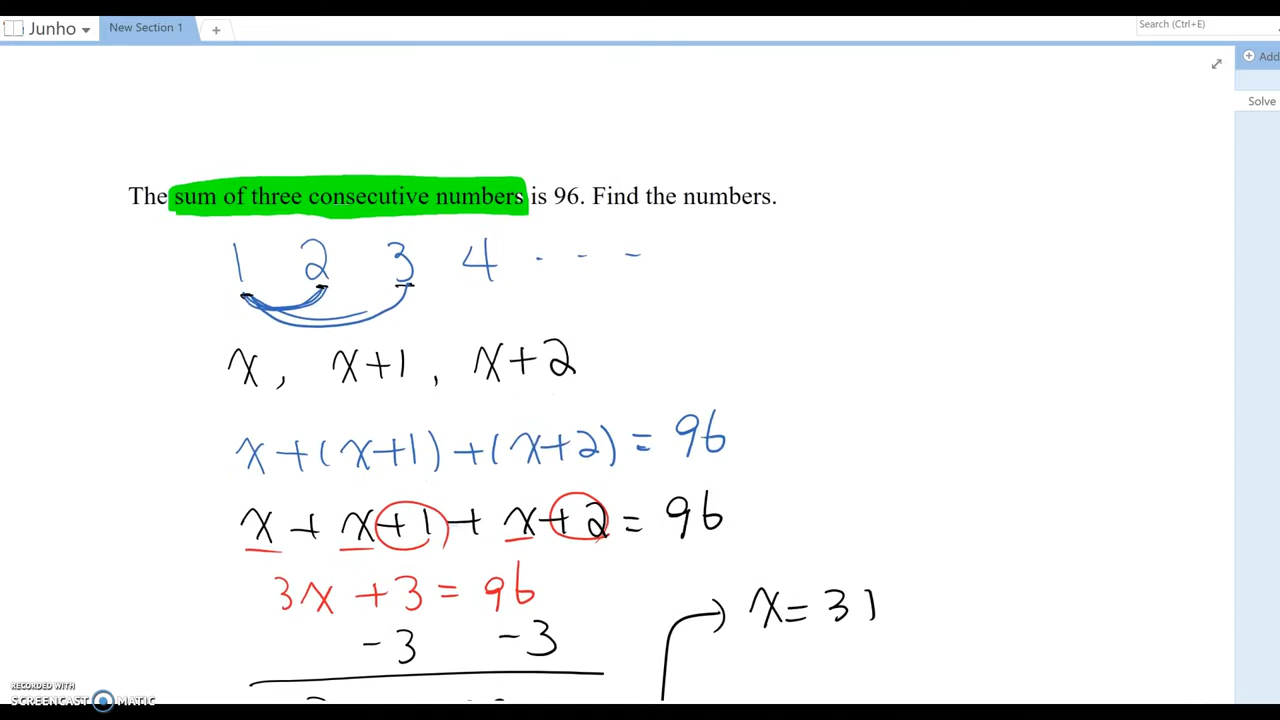 Junho
New Section 1
+
Search (Ctrl+E)
Add
Solve
The sum of three consecutive numbers is 96. Find the numbers.
1 2 3 4 - - -
x, x+1, x+2
x+(x+1)+(x+2) = 96
x + x+1 + x+2 = 96
3x +3 = 96
x= 31
-3 -3
RECORDED WITH
SCREENCAST MATIC